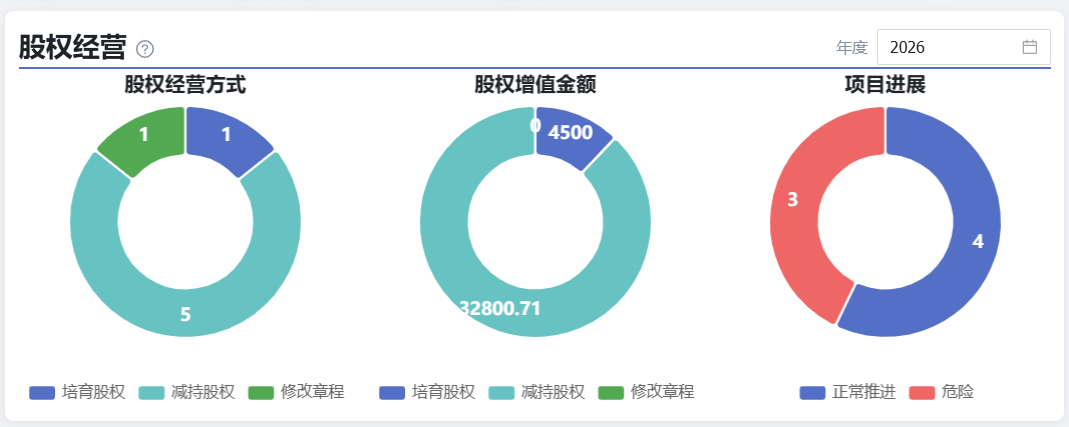 股权经营 ?
年度 2026
股权经营方式
1
1
5
培育股权 减持股权 修改章程
股权增值金额
0
4500
32800.71
培育股权 减持股权 修改章程
项目进展
3
4
正常推进 危险